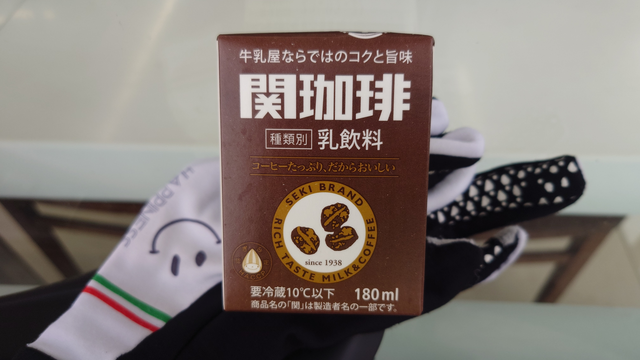 牛乳屋ならではのコクと旨味
関珈琲
種類別 乳飲料
コーヒーたっぷり、だからおいしい
SEKI BRAND
since 1938
RICH TASTE MILK&COFFEE
要冷蔵10℃以下 180ml
商品名の「関」は製造者名の一部です。
HAPPINESS